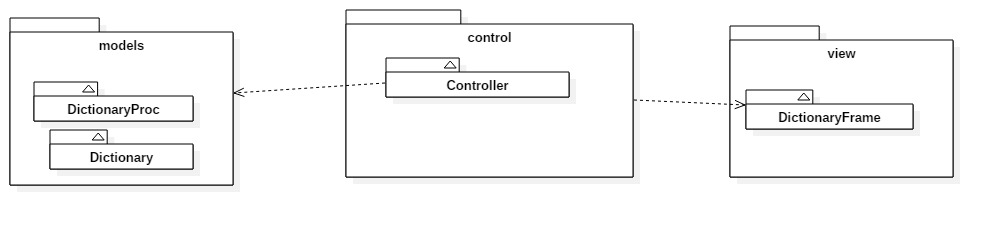 models
DictionaryProc
Dictionary
control
Controller
view
DictionaryFrame